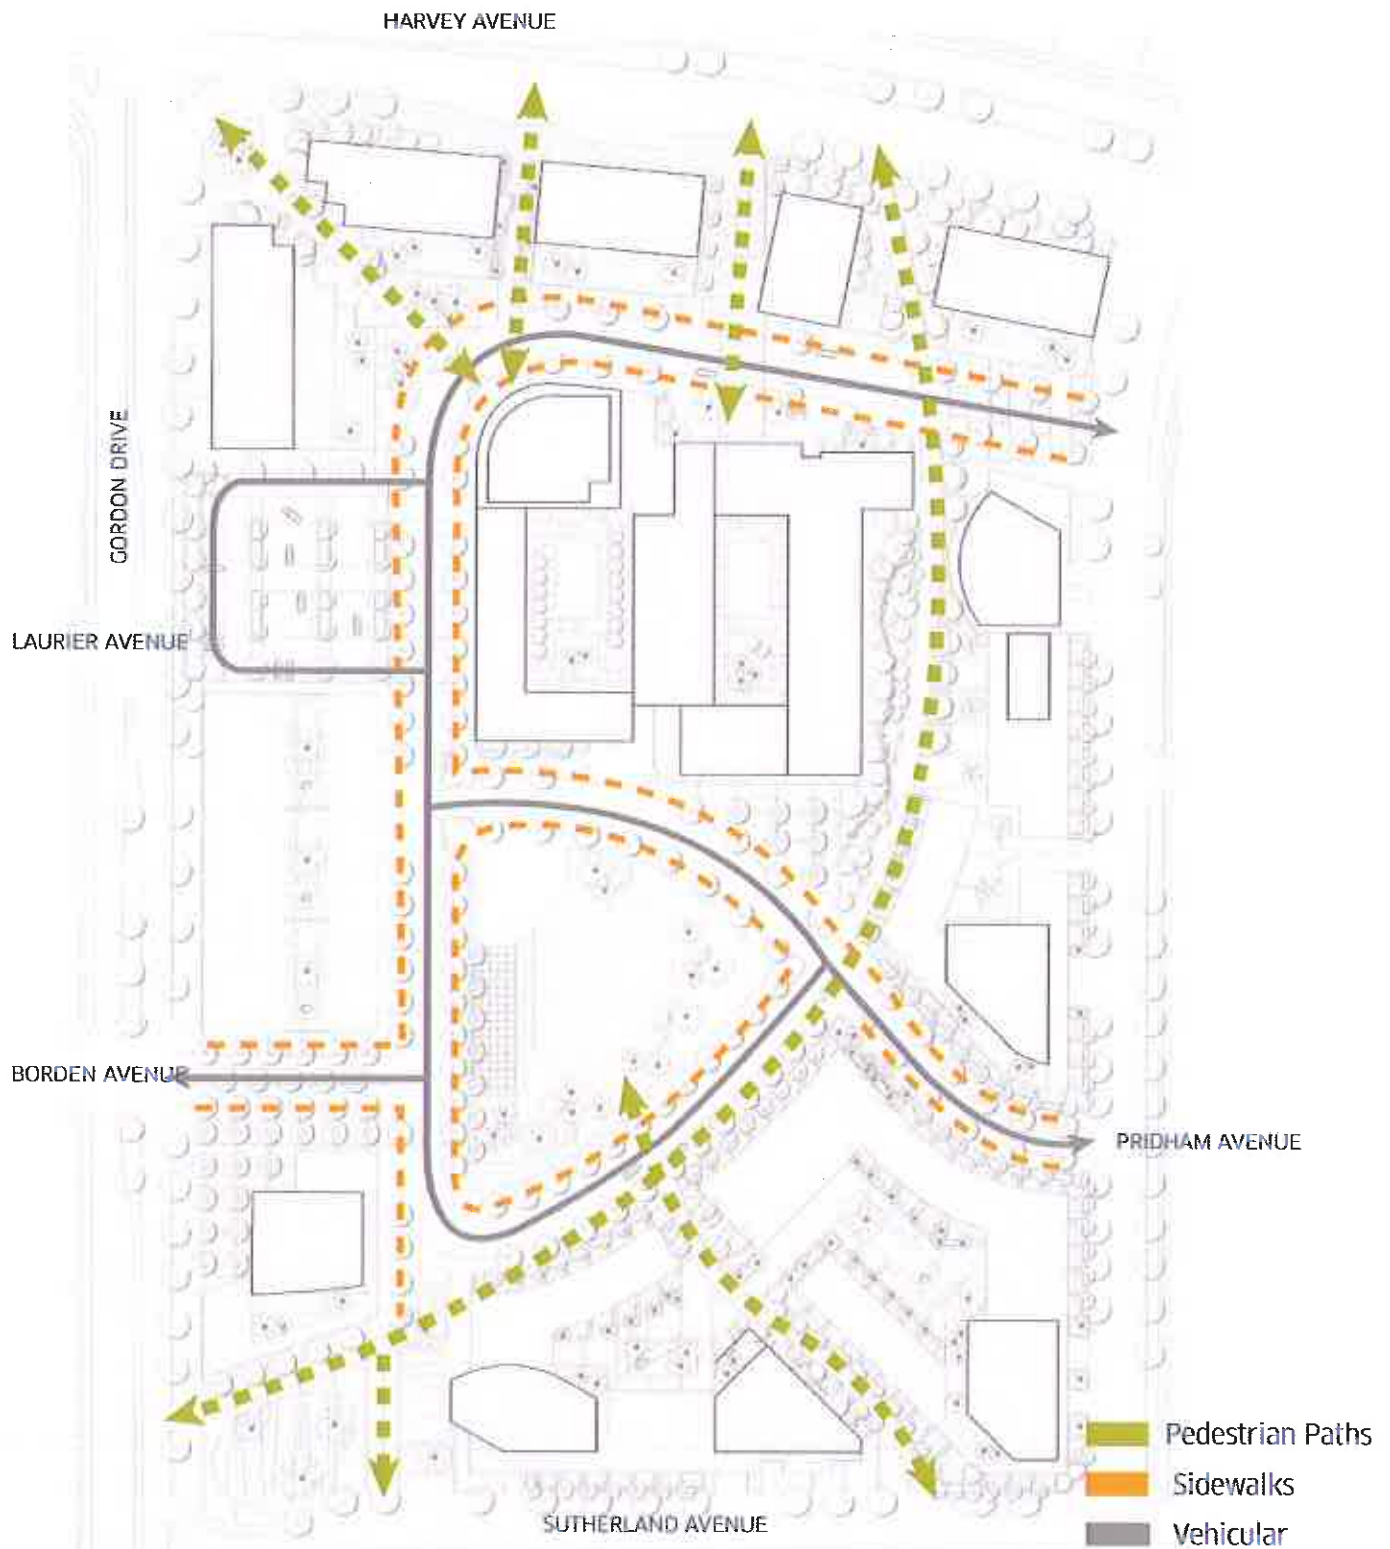 HARVEY AVENUE
GORDON DRIVE
LAURIER AVENUE
BORDEN AVENUE
PRIDHAM AVENUE
Pedestrian Paths
Sidewalks
SUTHERLAND AVENUE
Vehicular